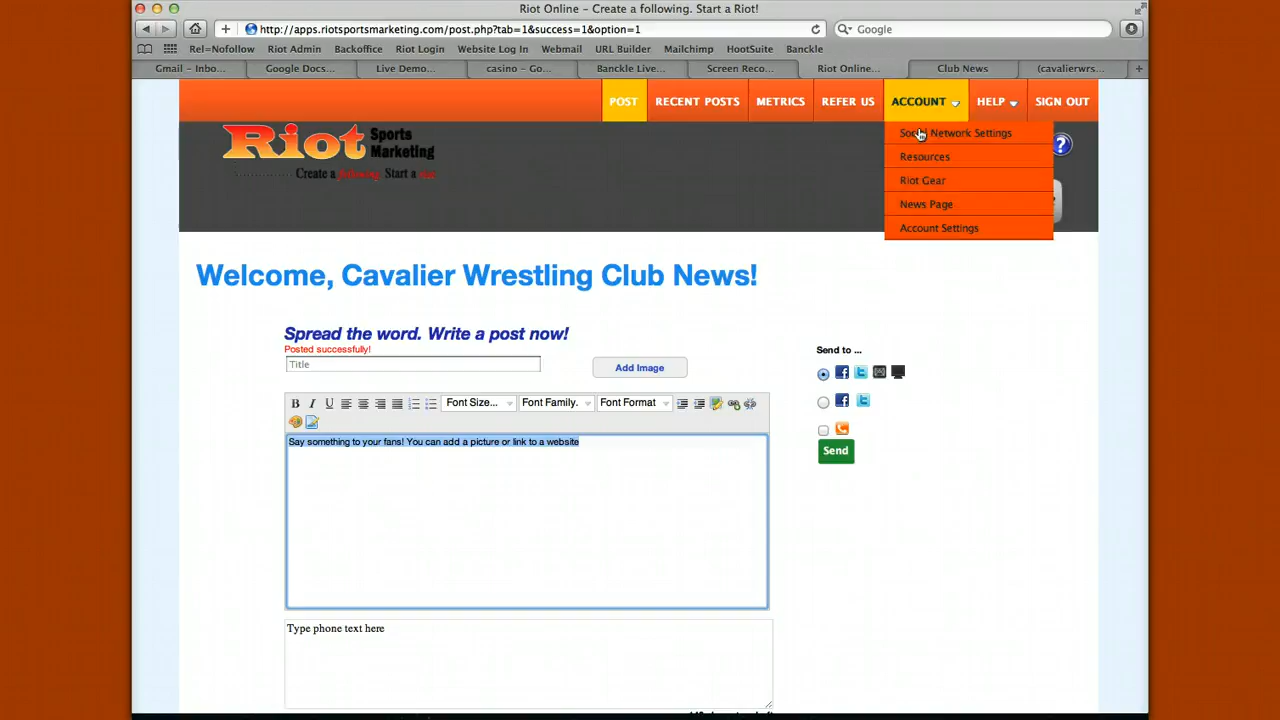 Riot Online – Create a following. Start a Riot!
http://apps.riotsportsmarketing.com/post.php?tab=1&success=1&option=1
Google
Rel=Nofollow Riot Admin Backoffice Riot Login Website Log In Webmail URL Builder Mailchimp HootSuite Banckle
Gmail – Inbo... Google Docs... Live Demo... casino – Go... Banckle Live... Screen Reco... Riot Online... Club News (cavalierwrs...
POST RECENT POSTS METRICS REFER US ACCOUNT HELP SIGN OUT
Riot Sports Marketing
Create a following. Start a riot
Social Network Settings
Resources
Riot Gear
News Page
Account Settings
?
Welcome, Cavalier Wrestling Club News!
Spread the word. Write a post now!
Posted successfully!
Title
Add Image
Send to ...
B I U Font Size... Font Family. Font Format
Say something to your fans! You can add a picture or link to a website
Send
Type phone text here